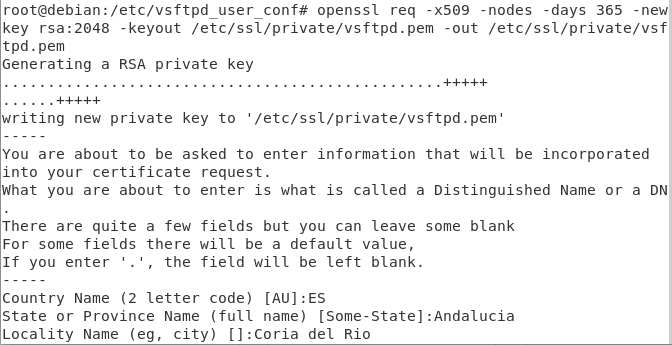 root@debian:/etc/vsftpd_user_conf# openssl req -x509 -nodes -days 365 -new
key rsa:2048 -keyout /etc/ssl/private/vsftpd.pem -out /etc/ssl/private/vsf
tpd.pem
Generating a RSA private key
.................................................+++++
......+++++
writing new private key to '/etc/ssl/private/vsftpd.pem'
-----
You are about to be asked to enter information that will be incorporated
into your certificate request.
What you are about to enter is what is called a Distinguished Name or a DN
.
There are quite a few fields but you can leave some blank
For some fields there will be a default value,
If you enter '.', the field will be left blank.
-----
Country Name (2 letter code) [AU]:ES
State or Province Name (full name) [Some-State]:Andalucia
Locality Name (eg, city) []:Coria del Rio